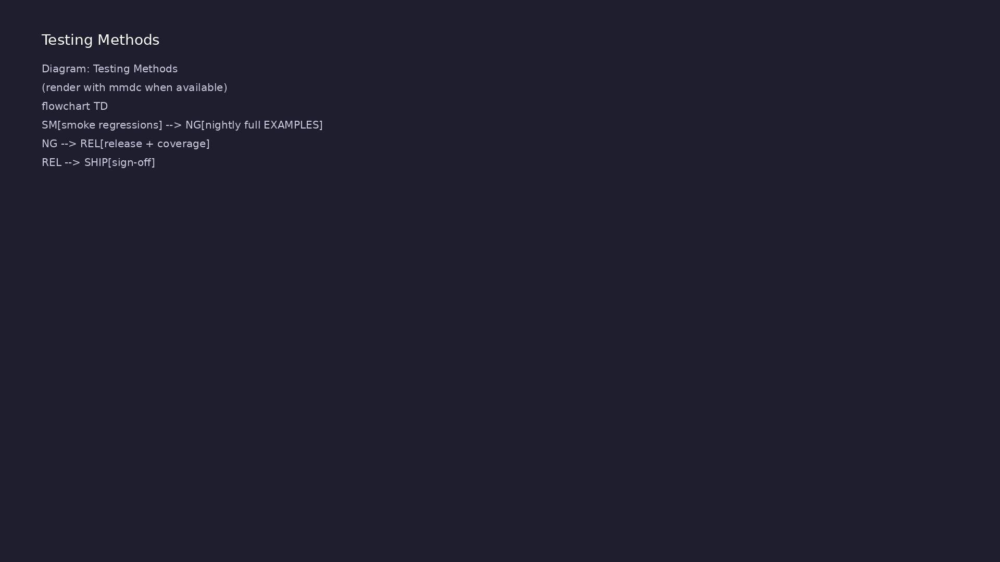 Testing Methods
Diagram: Testing Methods
(render with mmdc when available)
flowchart TD
SM[smoke regressions] --> NG[nightly full EXAMPLES]
NG --> REL[release + coverage]
REL --> SHIP[sign-off]